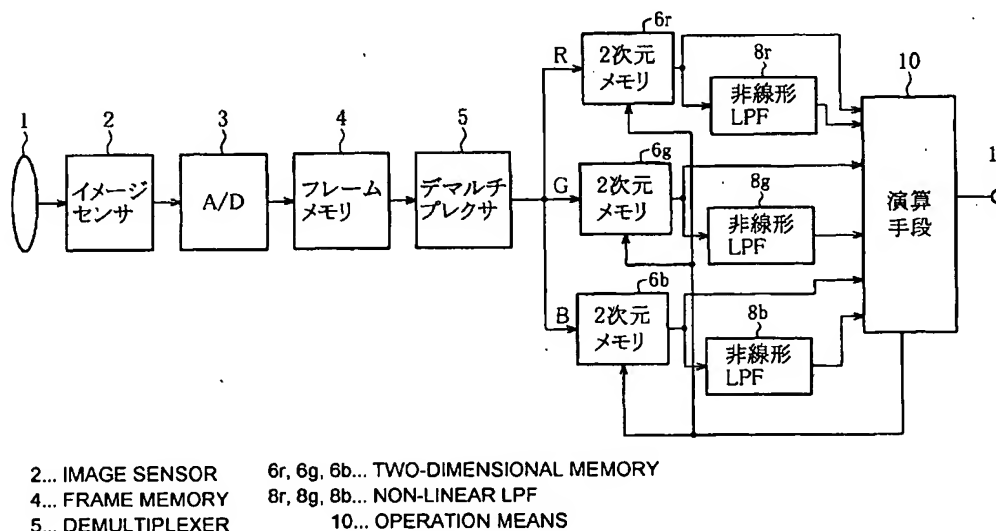 1
2
3
4
5
6r
6g
6b
8r
8g
8b
10
1
イメージ
センサ
A/D
フレーム
メモリ
デマルチ
プレクサ
R
2次元
メモリ
非線形
LPF
G
2次元
メモリ
非線形
LPF
B
2次元
メモリ
非線形
LPF
演算
手段
2... IMAGE SENSOR
4... FRAME MEMORY
5... DEMULTIPLEXER
6r, 6g, 6b... TWO-DIMENSIONAL MEMORY
8r, 8g, 8b... NON-LINEAR LPF
10... OPERATION MEANS